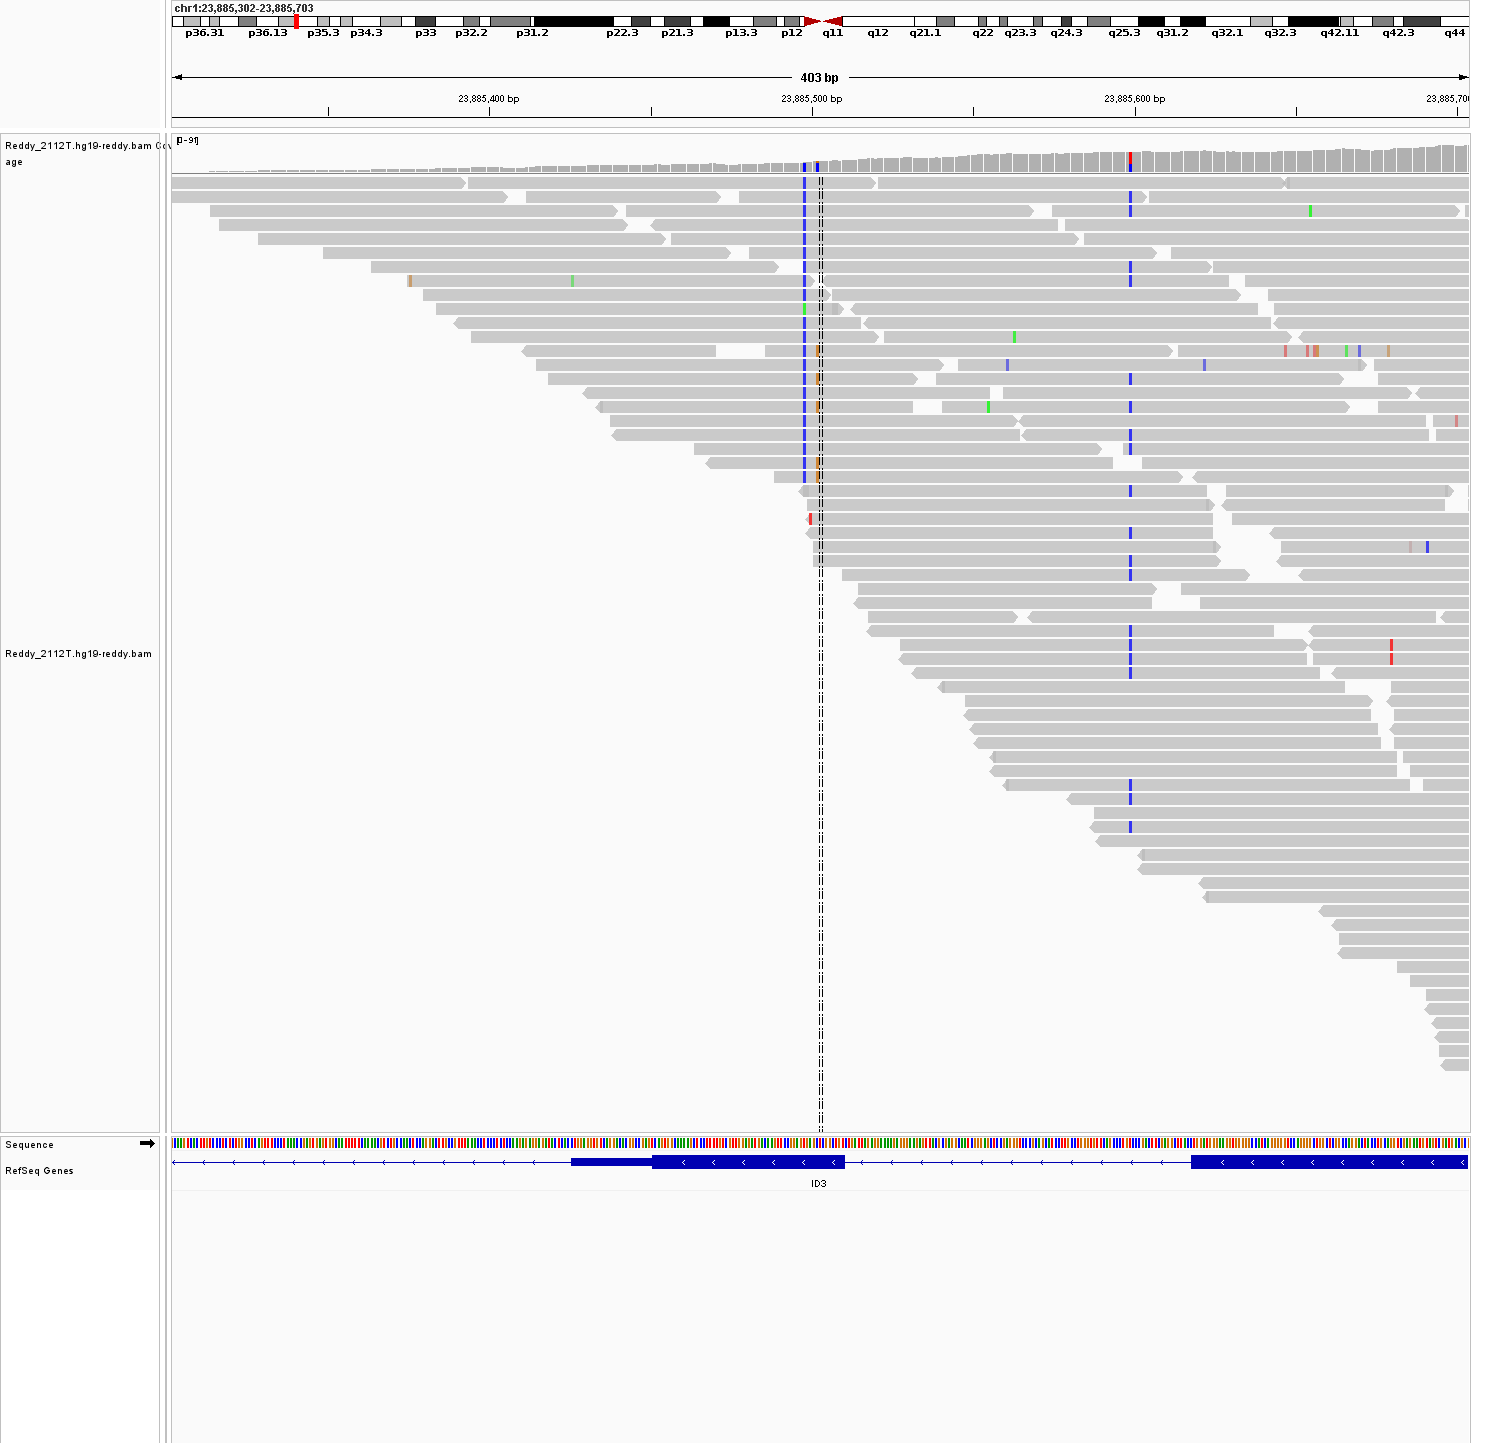 chr1:23,885,302-23,885,703
p36.31 p36.13 p35.3 p34.3 p33 p32.2 p31.2 p22.3 p21.3 p13.3 p12 q11 q12 q21.1 q22 q23.3 q24.3 q25.3 q31.2 q32.1 q32.3 q42.11 q42.3 q44
403 bp
23,885,400 bp 23,885,500 bp 23,885,600 bp 23,885,700
[0-91]
Reddy_2112T.hg19-reddy.bam Cov
age
Reddy_2112T.hg19-reddy.bam
Sequence
RefSeq Genes
ID3